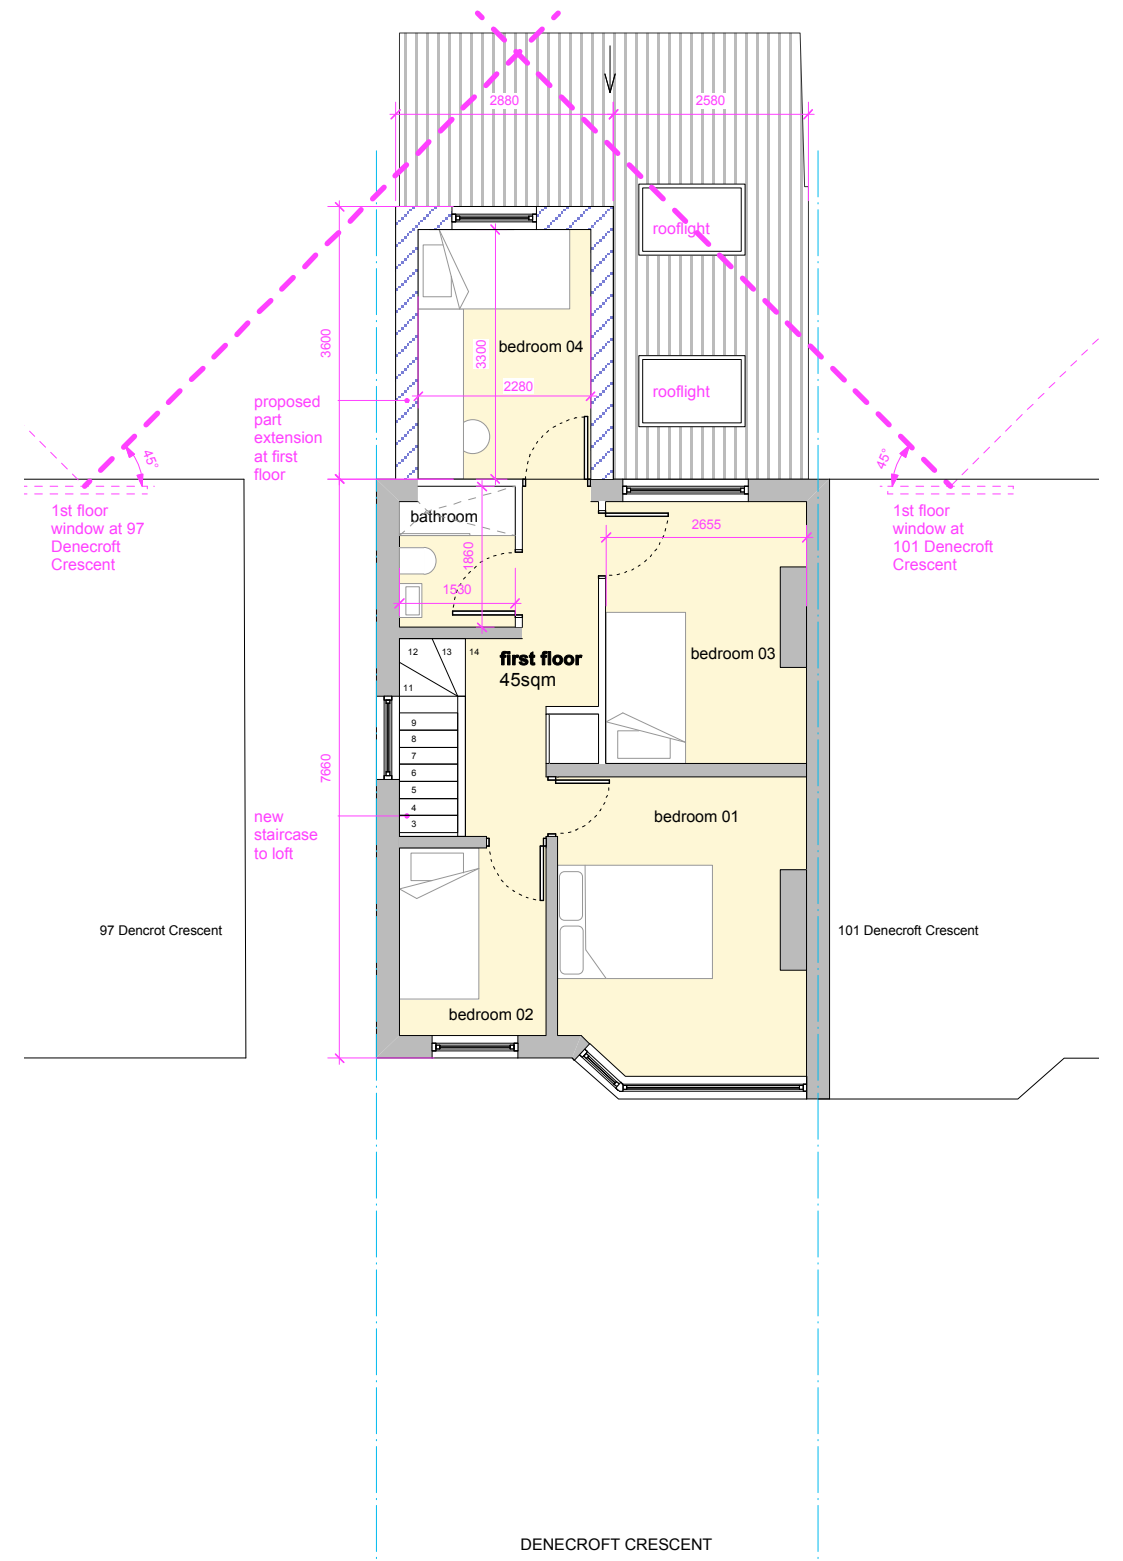 2880
2580
rooflight
3600
3300
bedroom 04
2280
rooflight
proposed
part
extension
at first
floor
45°
45°
1st floor
window at 97
Denecroft
Crescent
1st floor
window at
101 Denecroft
Crescent
bathroom
1860
1530
2655
12
13
14
11
first floor
45sqm
bedroom 03
9
8
7
6
5
4
3
7660
new
staircase
to loft
bedroom 01
97 Dencrot Crescent
101 Denecroft Crescent
bedroom 02
DENECROFT CRESCENT